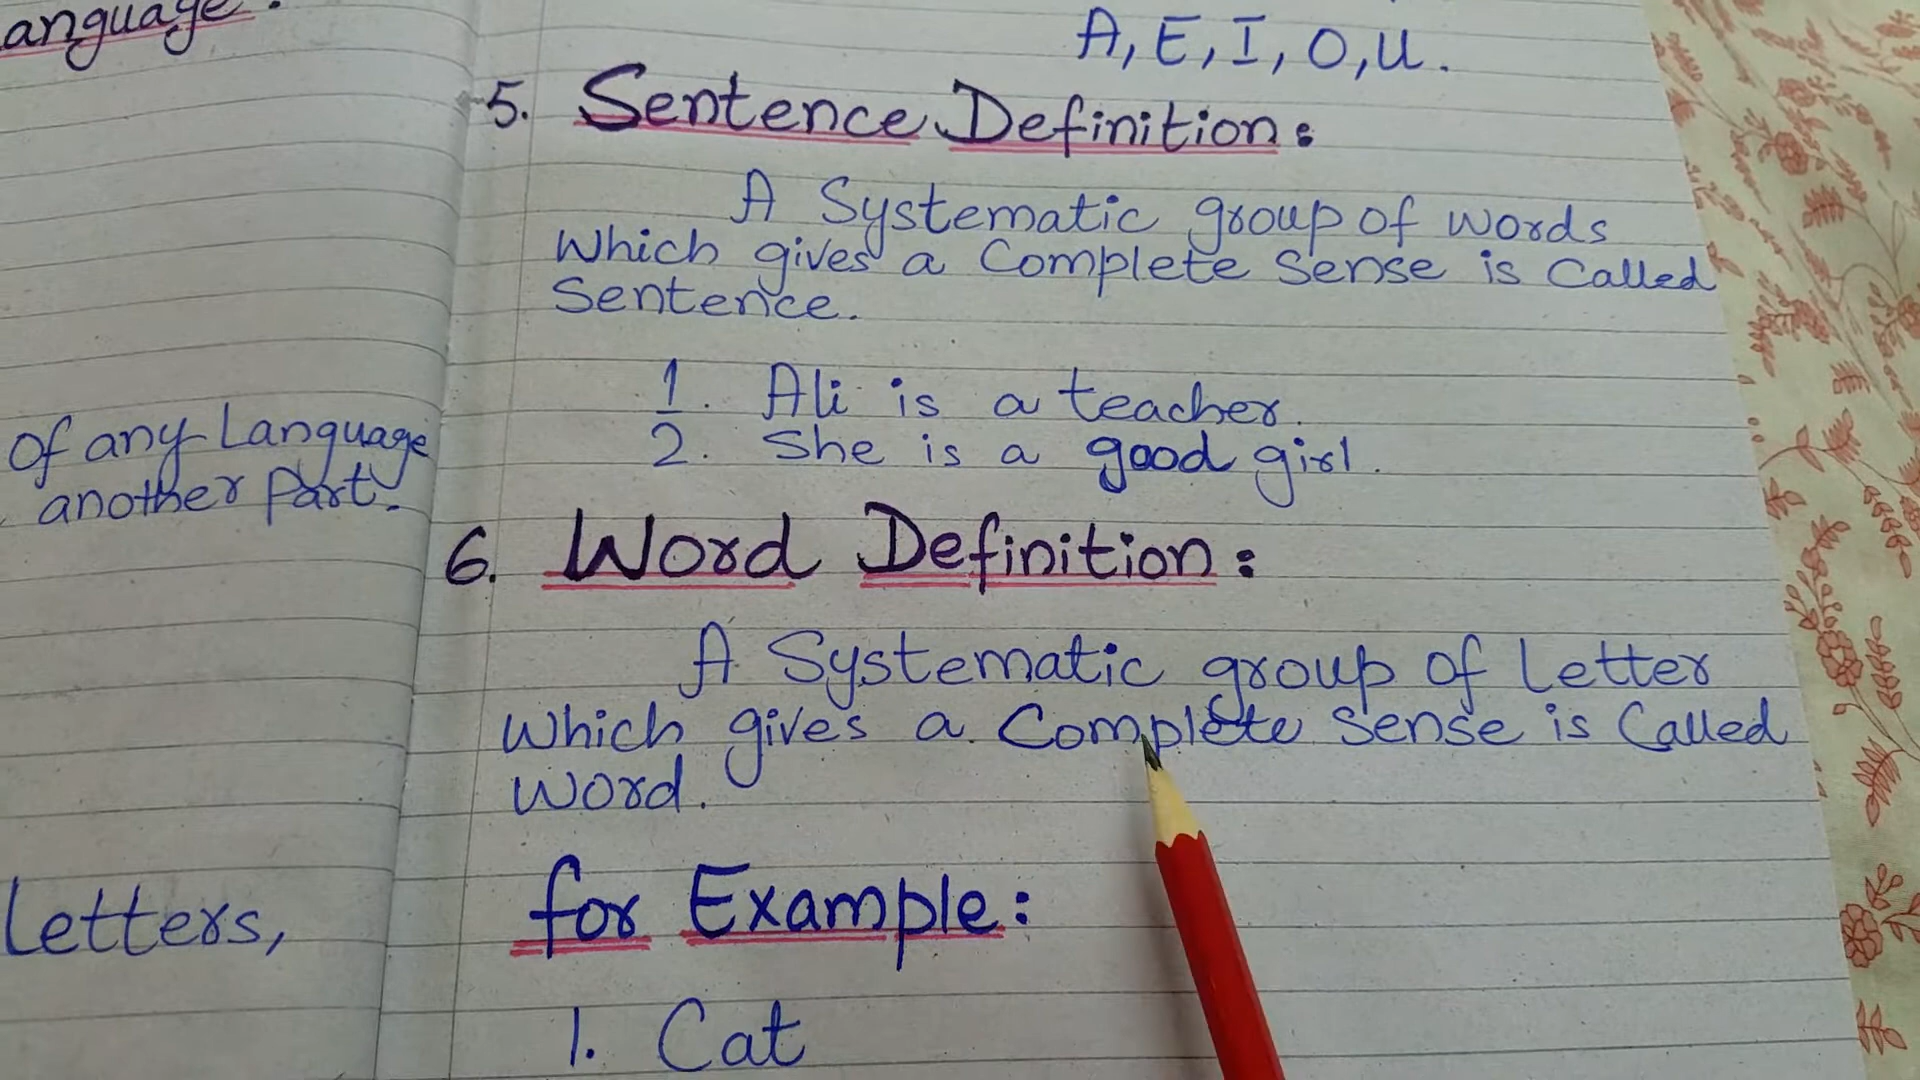 anguage.
of any Language
another Part.
Letters,
A, E, I, O, U.
5. Sentence Definition:
A Systematic group of words
Which gives a Complete Sense is Called
Sentence.
1. Ali is a teacher.
2. She is a good girl.
6. Word Definition:
A Systematic group of Letter
Which gives a Complete Sense is Called
Word.
for Example:
1. Cat